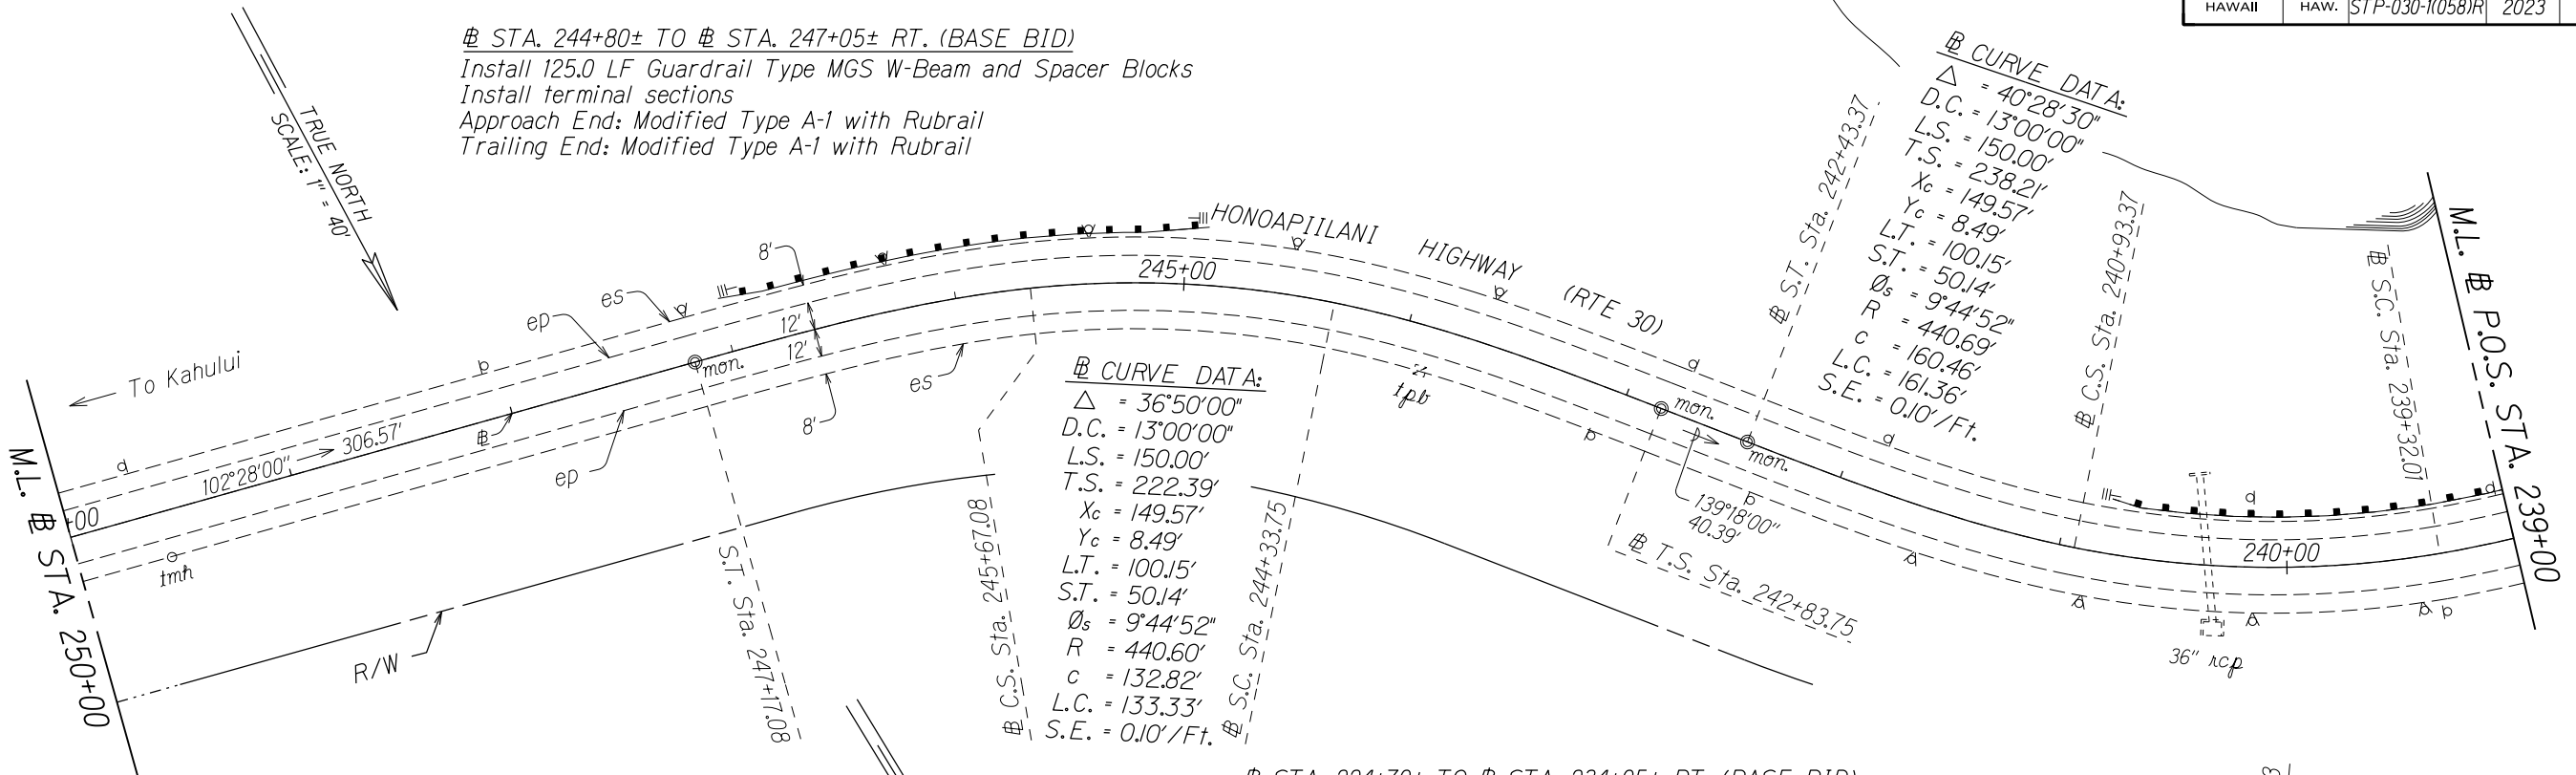 HAWAII HAW. STP-030-1(058)R 2023
℄ STA. 244+80± TO ℄ STA. 247+05± RT. (BASE BID)
Install 125.0 LF Guardrail Type MGS W-Beam and Spacer Blocks
Install terminal sections
Approach End: Modified Type A-1 with Rubrail
Trailing End: Modified Type A-1 with Rubrail
TRUE NORTH
SCALE: 1" = 40'
℄ CURVE DATA:
△ = 40°28'30"
D.C. = 13°00'00"
L.S. = 150.00'
T.S. = 238.21'
Xc = 149.57'
Yc = 8.49'
L.T. = 100.15'
S.T. = 50.14'
Øs = 9°44'52"
R = 440.69'
c = 160.46'
L.C. = 161.36'
S.E. = 0.10'/Ft.
℄ S.T. Sta. 242+43.37
℄ C.S. Sta. 240+93.37
℄ S.C. Sta. 239+32.01
M.L. ℄ P.O.S. STA. 239+00
HONOAPIILANI HIGHWAY (RTE 30)
8'
245+00
es
ep
12'
12'
mon.
To Kahului
102°28'00"
306.57'
℄
8'
es
ep
tpb
mon.
mon.
139°18'00"
40.39'
℄ T.S. Sta. 242+83.75
240+00
36" rcp
M.L. ℄ STA. 250+00
+00
tmh
R/W
S.T. Sta. 247+17.08
℄ C.S. Sta. 245+67.08
℄ CURVE DATA:
△ = 36°50'00"
D.C. = 13°00'00"
L.S. = 150.00'
T.S. = 222.39'
Xc = 149.57'
Yc = 8.49'
L.T. = 100.15'
S.T. = 50.14'
Øs = 9°44'52"
R = 440.60'
c = 132.82'
L.C. = 133.33'
S.E. = 0.10'/Ft.
℄ S.C. Sta. 244+33.75